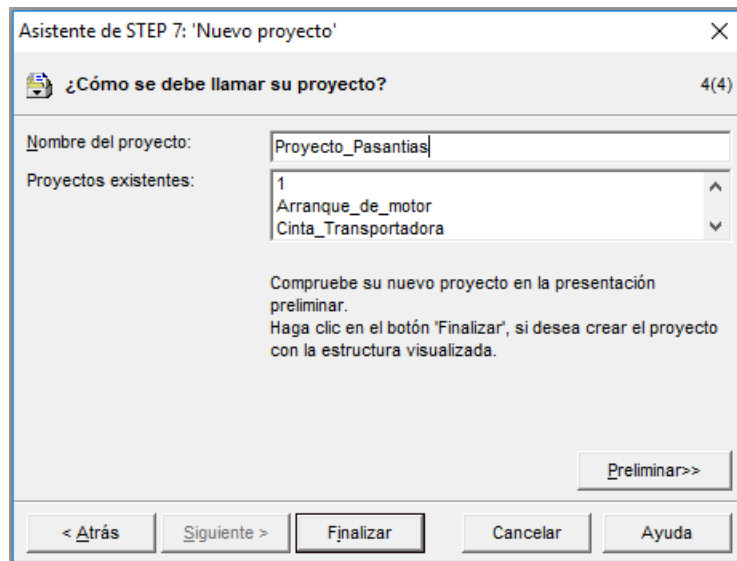 Asistente de STEP 7: 'Nuevo proyecto'
¿Cómo se debe llamar su proyecto? 4(4)
Nombre del proyecto: Proyecto_Pasantias
Proyectos existentes: 1
Arranque_de_motor
Cinta_Transportadora
Compruebe su nuevo proyecto en la presentación
preliminar.
Haga clic en el botón 'Finalizar', si desea crear el proyecto
con la estructura visualizada.
Preliminar>>
< Atrás Siguiente > Finalizar Cancelar Ayuda